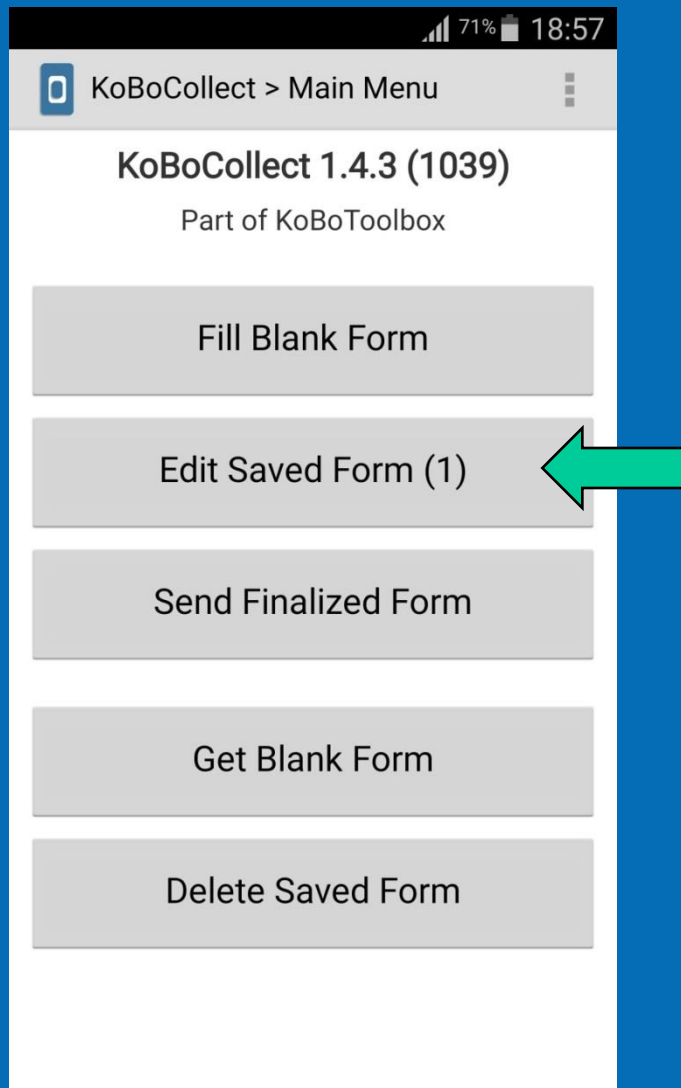 71% 18:57
KoBoCollect > Main Menu
KoBoCollect 1.4.3 (1039)
Part of KoBoToolbox
Fill Blank Form
Edit Saved Form (1)
Send Finalized Form
Get Blank Form
Delete Saved Form